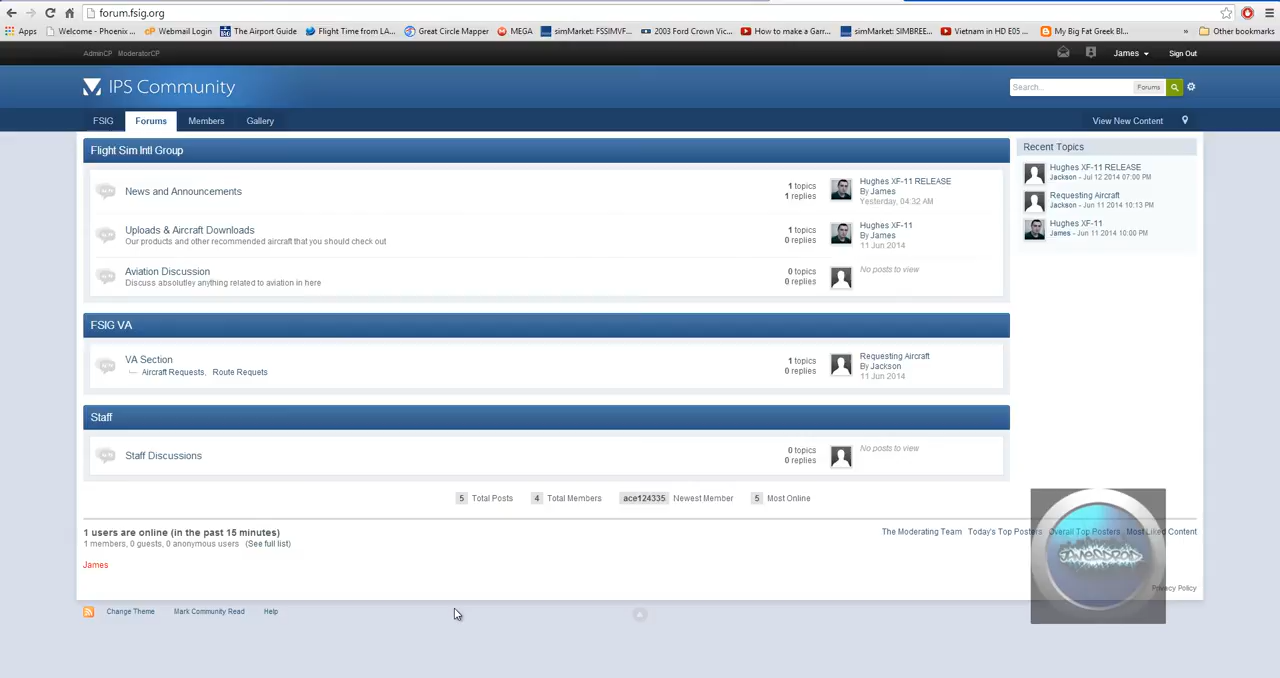 forum.fsig.org
Apps Welcome - Phoenix ... Webmail Login The Airport Guide Flight Time from LA... Great Circle Mapper MEGA simMarket: FSSIMVF... 2003 Ford Crown Vic... How to make a Garr... simMarket: SIMBREE... Vietnam in HD E05 ... My Big Fat Greek Bl... » Other bookmarks
AdminCP ModeratorCP James Sign Out
IPS Community
Search... Forums
FSIG Forums Members Gallery View New Content
Flight Sim Intl Group
News and Announcements
1 topics
1 replies
Hughes XF-11 RELEASE
By James
Yesterday, 04:32 AM
Uploads & Aircraft Downloads
Our products and other recommended aircraft that you should check out
1 topics
0 replies
Hughes XF-11
By James
11 Jun 2014
Aviation Discussion
Discuss absolutley anything related to aviation in here
0 topics
0 replies
No posts to view
FSIG VA
VA Section
Aircraft Requests, Route Requets
1 topics
0 replies
Requesting Aircraft
By Jackson
11 Jun 2014
Staff
Staff Discussions
0 topics
0 replies
No posts to view
Recent Topics
Hughes XF-11 RELEASE
Jackson - Jul 12 2014 07:00 PM
Requesting Aircraft
Jackson - Jun 11 2014 10:13 PM
Hughes XF-11
James - Jun 11 2014 10:00 PM
5 Total Posts 4 Total Members ace124335 Newest Member 5 Most Online
1 users are online (in the past 15 minutes)
1 members, 0 guests, 0 anonymous users (See full list)
The Moderating Team Today's Top Posters Overall Top Posters Most Liked Content
James
JAMESDROID
Privacy Policy
Change Theme Mark Community Read Help